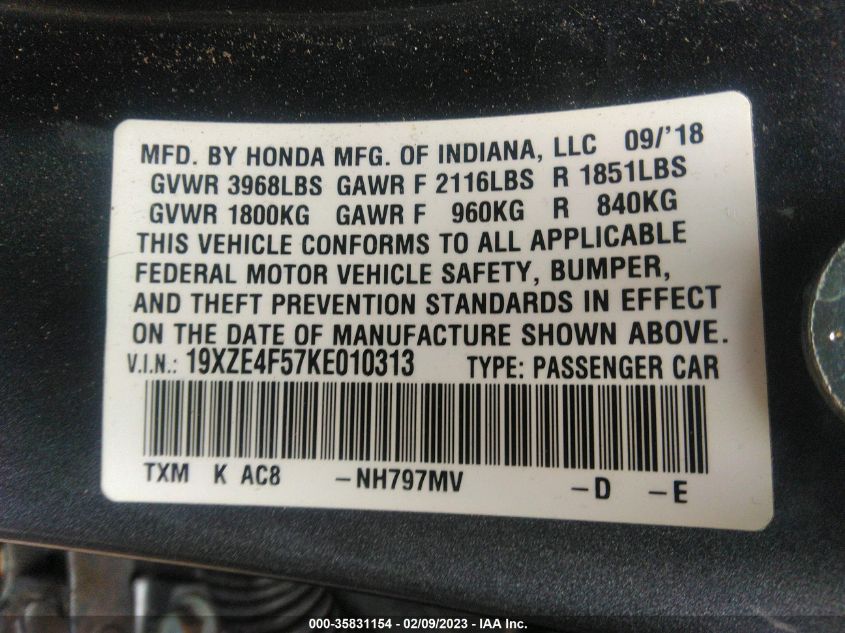 MFD. BY HONDA MFG. OF INDIANA, LLC 09/'18
GVWR 3968LBS GAWR F 2116LBS R 1851LBS
GVWR 1800KG GAWR F 960KG R 840KG
THIS VEHICLE CONFORMS TO ALL APPLICABLE
FEDERAL MOTOR VEHICLE SAFETY, BUMPER,
AND THEFT PREVENTION STANDARDS IN EFFECT
ON THE DATE OF MANUFACTURE SHOWN ABOVE.
V.I.N.: 19XZE4F57KE010313 TYPE: PASSENGER CAR
TXM K AC8 -NH797MV -D -E
000-35831154 - 02/09/2023 - IAA Inc.